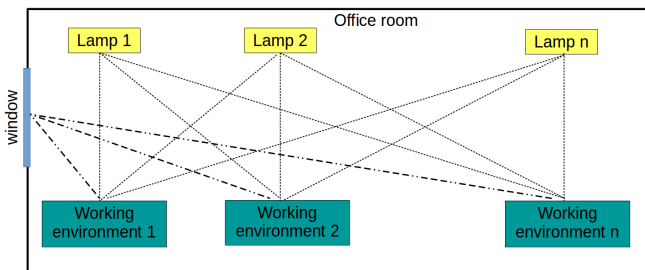 Office room
Lamp 1
Lamp 2
Lamp n
window
Working
environment 1
Working
environment 2
Working
environment n